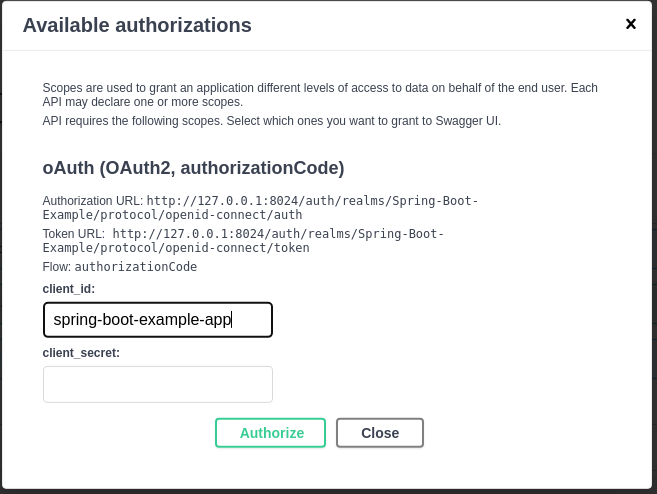 Available authorizations
×
Scopes are used to grant an application different levels of access to data on behalf of the end user. Each
API may declare one or more scopes.
API requires the following scopes. Select which ones you want to grant to Swagger UI.
oAuth (OAuth2, authorizationCode)
Authorization URL: http://127.0.0.1:8024/auth/realms/Spring-Boot-
Example/protocol/openid-connect/auth
Token URL: http://127.0.0.1:8024/auth/realms/Spring-Boot-
Example/protocol/openid-connect/token
Flow: authorizationCode
client_id:
spring-boot-example-app
client_secret:
Authorize Close